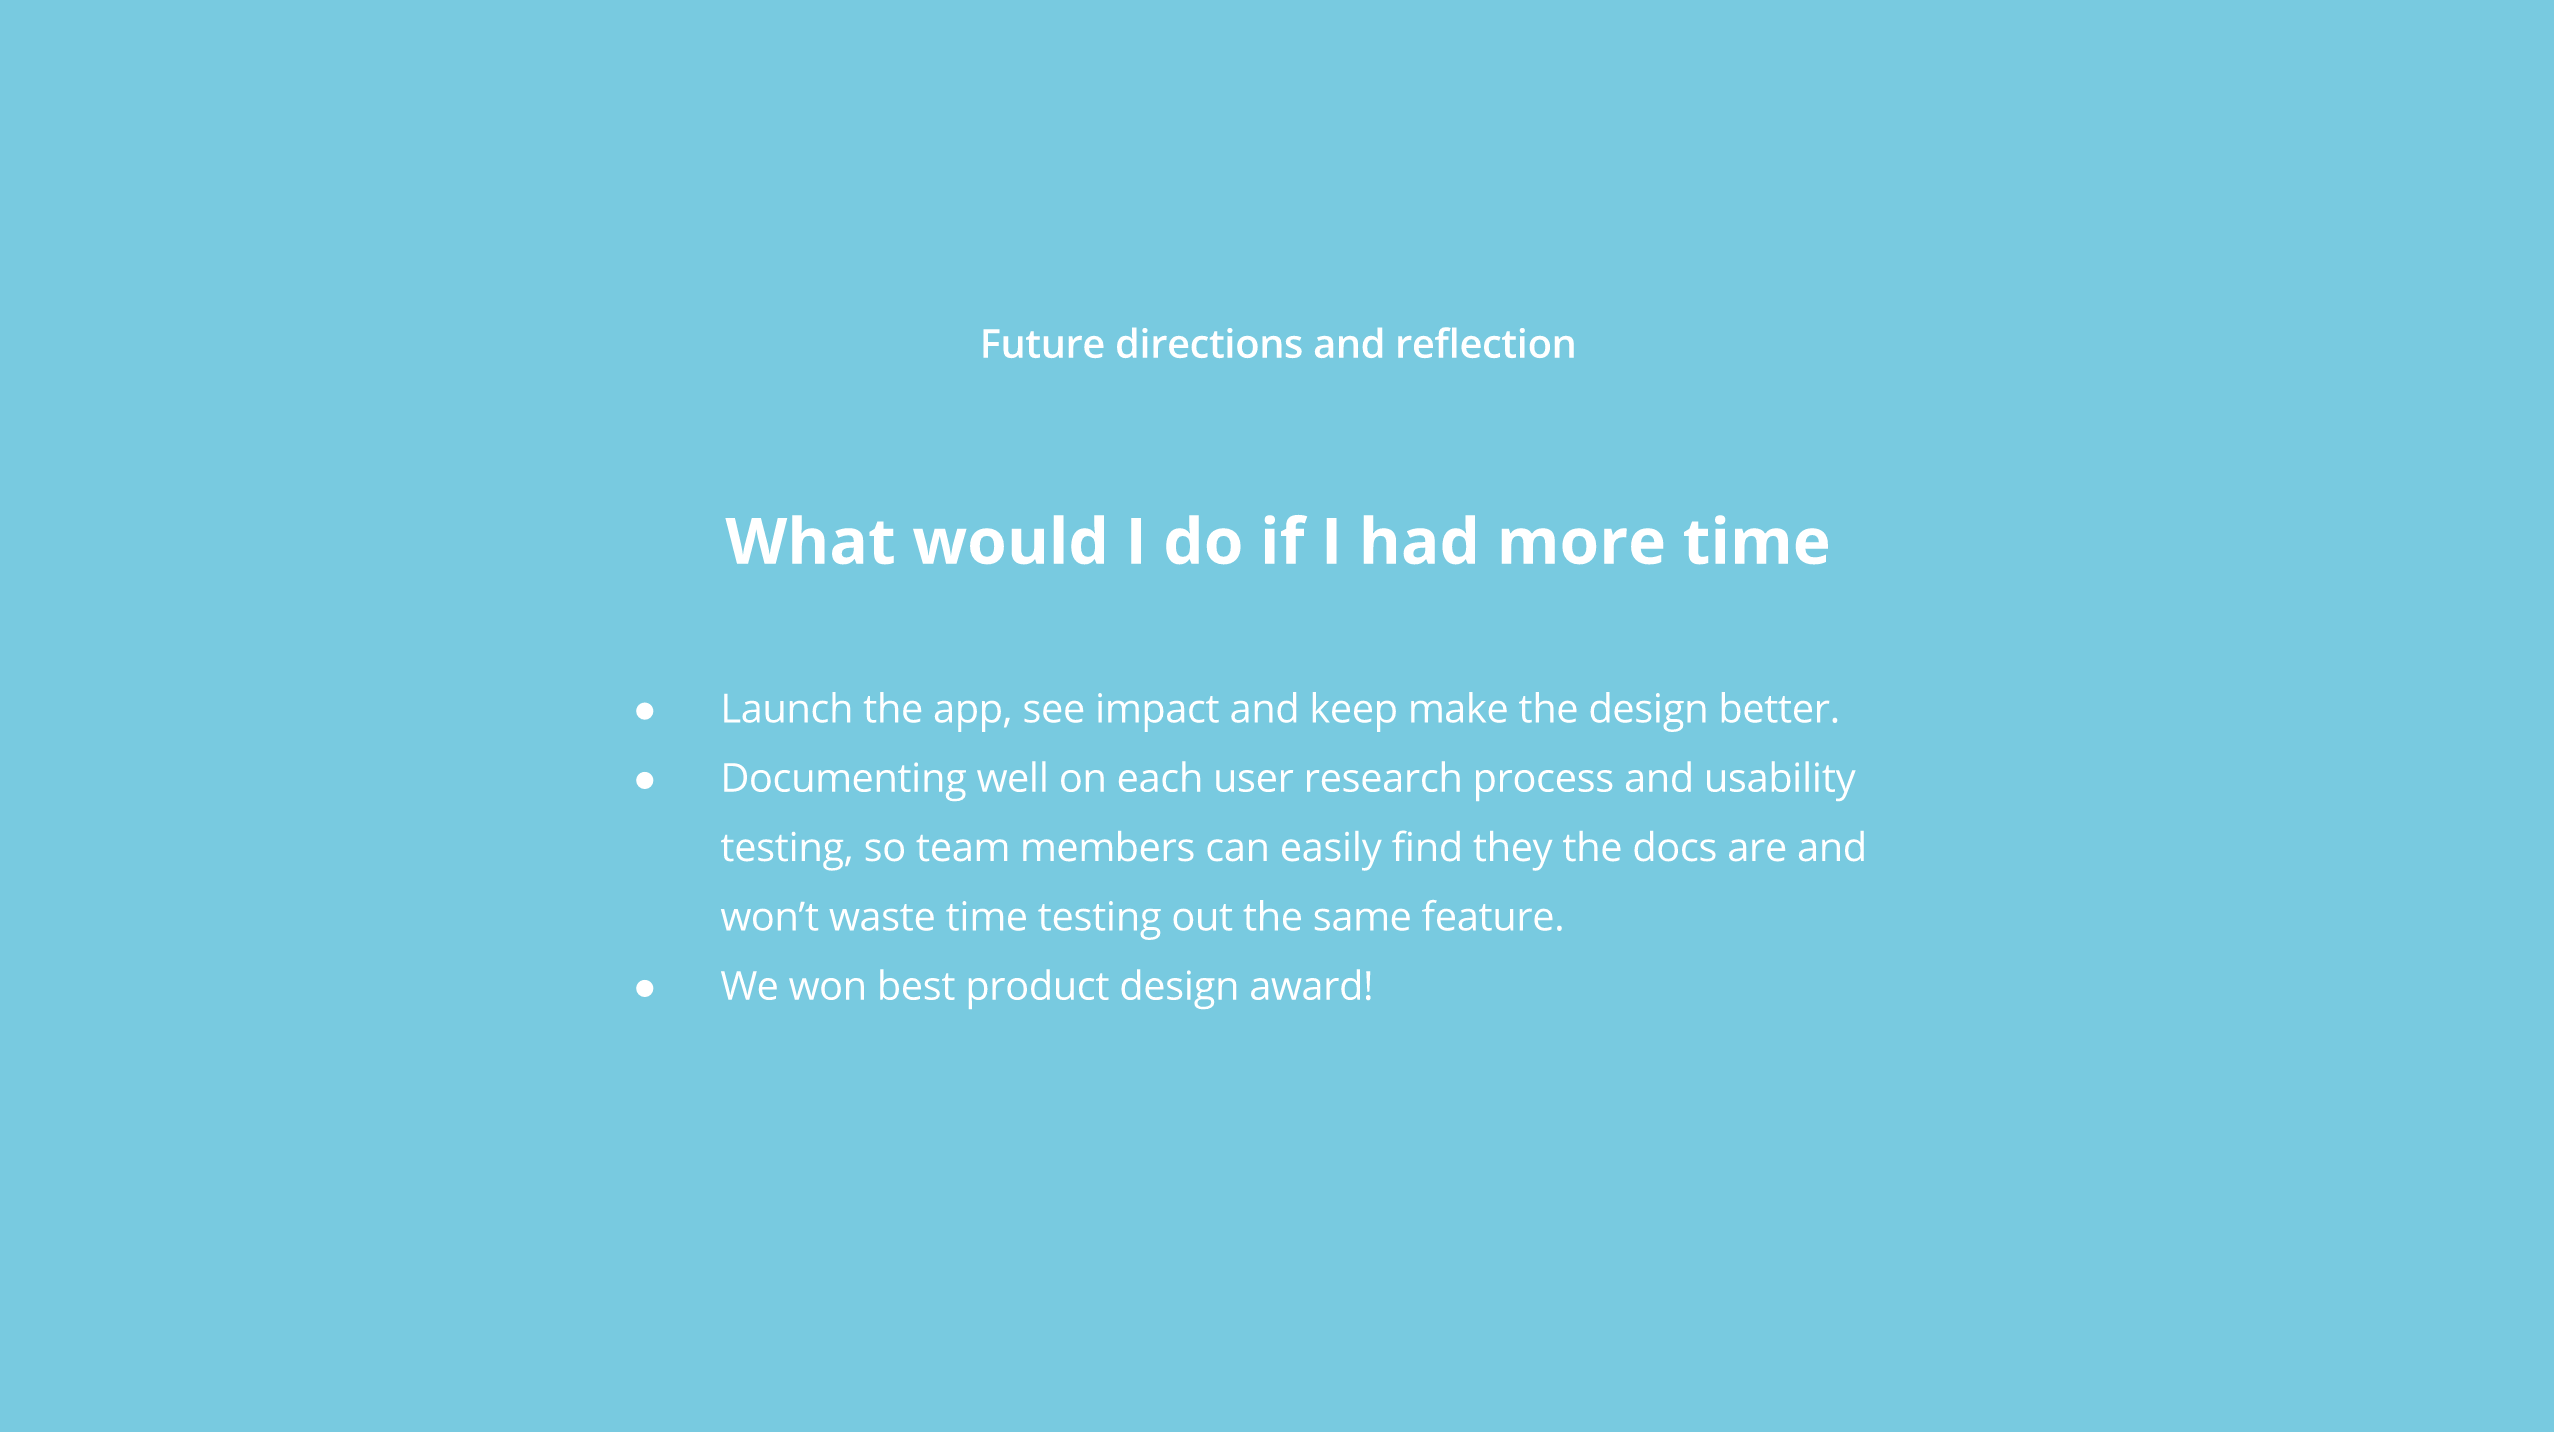 Future directions and reflection
What would I do if I had more time
● Launch the app, see impact and keep make the design better.
● Documenting well on each user research process and usability
testing, so team members can easily find they the docs are and
won’t waste time testing out the same feature.
● We won best product design award!